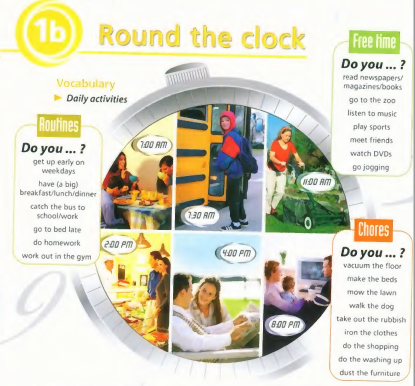 1b
Round the clock
Vocabulary
► Daily activities
Routines
Do you ... ?
get up early on
weekdays
have (a big)
breakfast/lunch/dinner
catch the bus to
school/work
go to bed late
do homework
work out in the gym
7:00 AM
7:30 AM
11:00 AM
2:00 PM
4:00 PM
8:00 PM
Free time
Do you ... ?
read newspapers/
magazines/books
go to the zoo
listen to music
play sports
meet friends
watch DVDs
go jogging
Chores
Do you ... ?
vacuum the floor
make the beds
mow the lawn
walk the dog
take out the rubbish
iron the clothes
do the shopping
do the washing up
dust the furniture